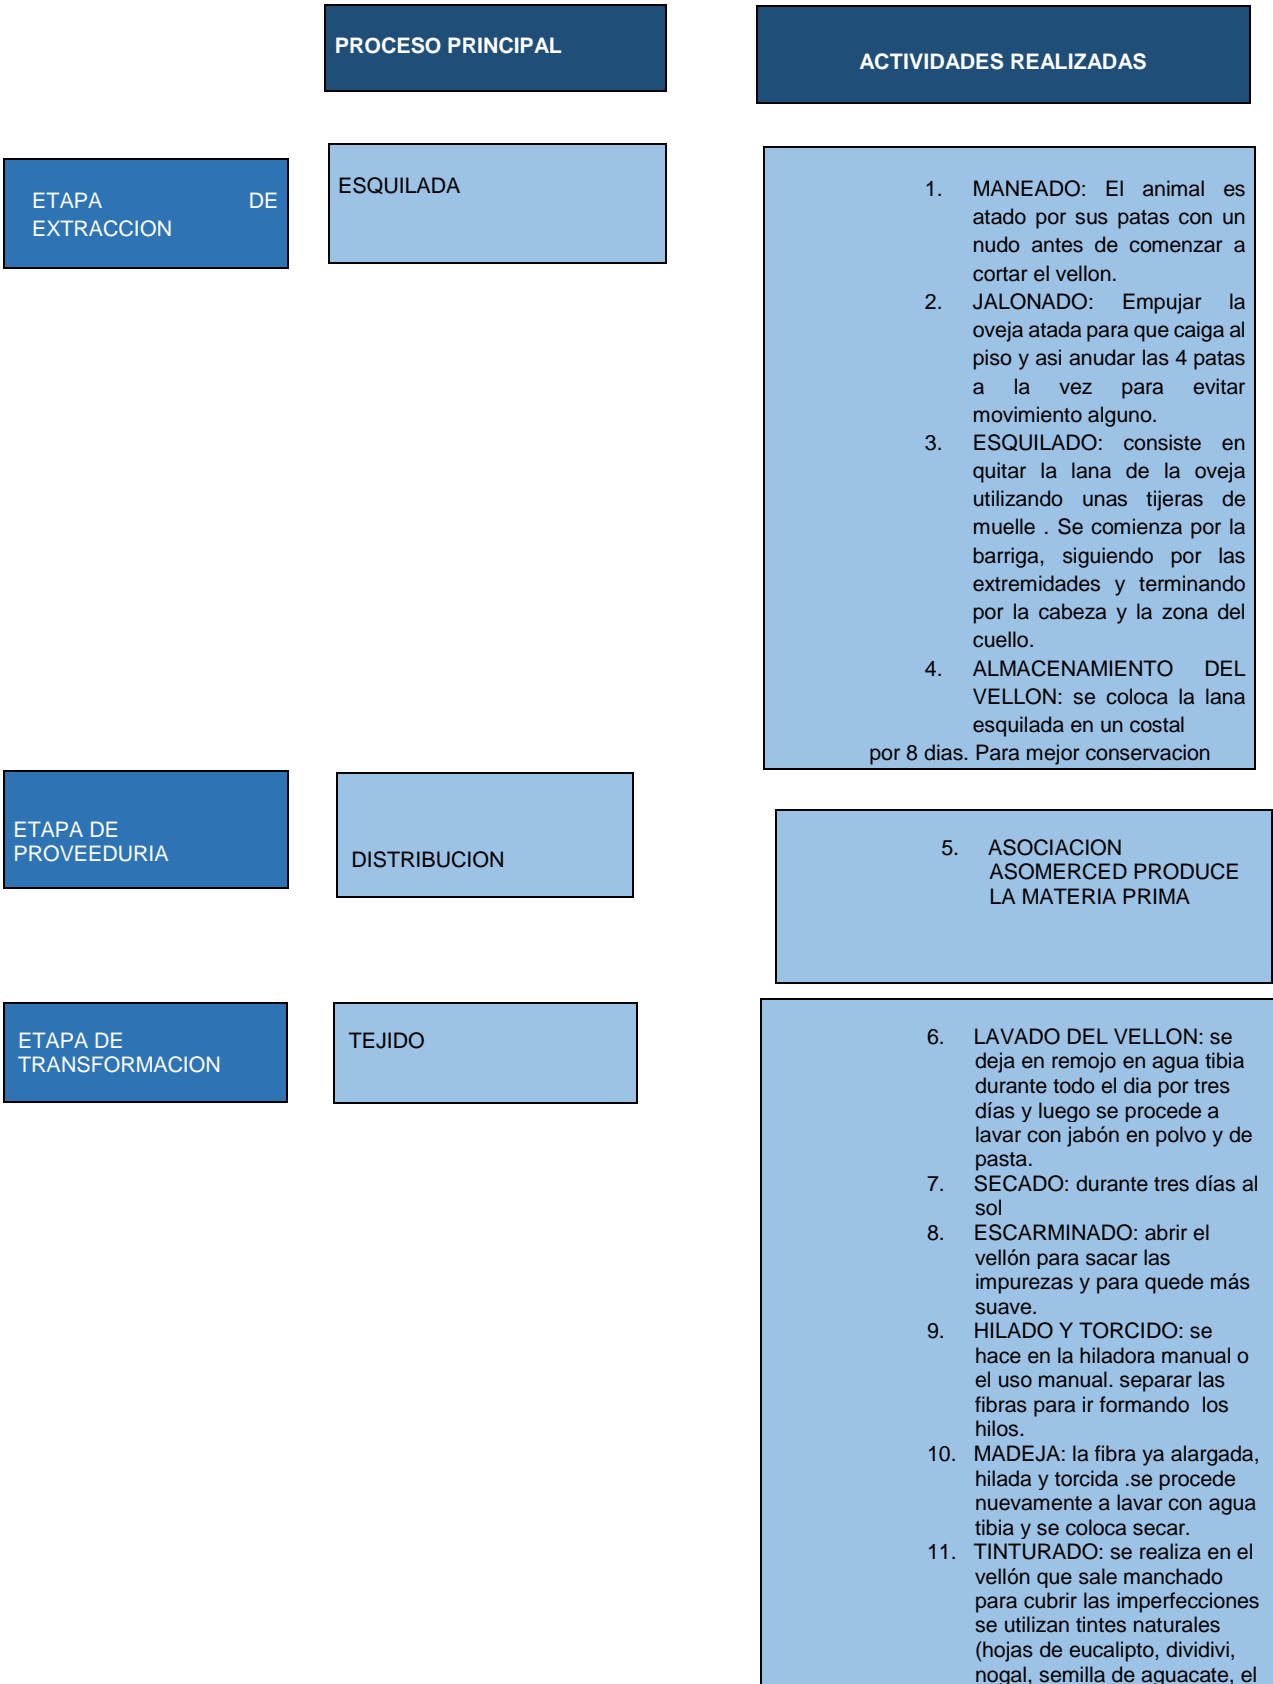 PROCESO PRINCIPAL
ACTIVIDADES REALIZADAS
ETAPA DE
EXTRACCION
ESQUILADA
1. MANEADO: El animal es
atado por sus patas con un
nudo antes de comenzar a
cortar el vellon.
2. JALONADO: Empujar la
oveja atada para que caiga al
piso y asi anudar las 4 patas
a la vez para evitar
movimiento alguno.
3. ESQUILADO: consiste en
quitar la lana de la oveja
utilizando unas tijeras de
muelle . Se comienza por la
barriga, siguiendo por las
extremidades y terminando
por la cabeza y la zona del
cuello.
4. ALMACENAMIENTO DEL
VELLON: se coloca la lana
esquilada en un costal
por 8 dias. Para mejor conservacion
ETAPA DE
PROVEEDURIA
DISTRIBUCION
5. ASOCIACION
ASOMERCED PRODUCE
LA MATERIA PRIMA
ETAPA DE
TRANSFORMACION
TEJIDO
6. LAVADO DEL VELLON: se
deja en remojo en agua tibia
durante todo el dia por tres
días y luego se procede a
lavar con jabón en polvo y de
pasta.
7. SECADO: durante tres días al
sol
8. ESCARMINADO: abrir el
vellón para sacar las
impurezas y para quede más
suave.
9. HILADO Y TORCIDO: se
hace en la hiladora manual o
el uso manual. separar las
fibras para ir formando los
hilos.
10. MADEJA: la fibra ya alargada,
hilada y torcida .se procede
nuevamente a lavar con agua
tibia y se coloca secar.
11. TINTURADO: se realiza en el
vellón que sale manchado
para cubrir las imperfecciones
se utilizan tintes naturales
(hojas de eucalipto, dividivi,
nogal, semilla de aguacate, el